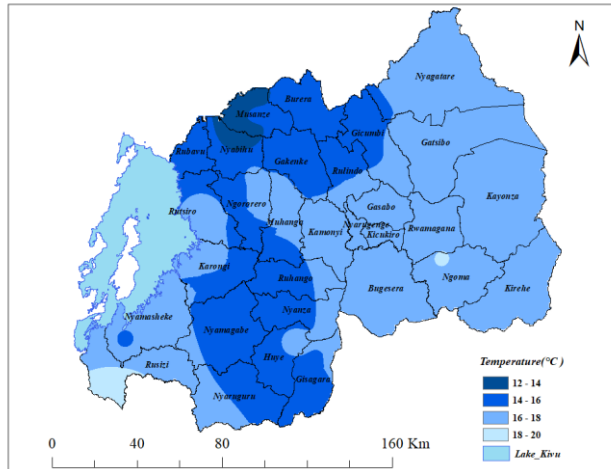 N
Nyagatare
Burera
Musanze
Gicumbi
Gatsibo
Rubavu
Nyabihu
Gakenke
Rulindo
Kayonza
Ngororero
Gasabo
Rutsiro
Muhanga
Kamonyi
Nyarugenge
Rwamagana
Kicukiro
Karongi
Ruhango
Bugesera
Ngoma
Kirehe
Nyanza
Nyamasheke
Nyamagabe
Huye
Rusizi
Gisagara
Nyaruguru
Temperature(°C )
12 - 14
14 - 16
16 - 18
18 - 20
Lake_Kivu
0 40 80 160 Km